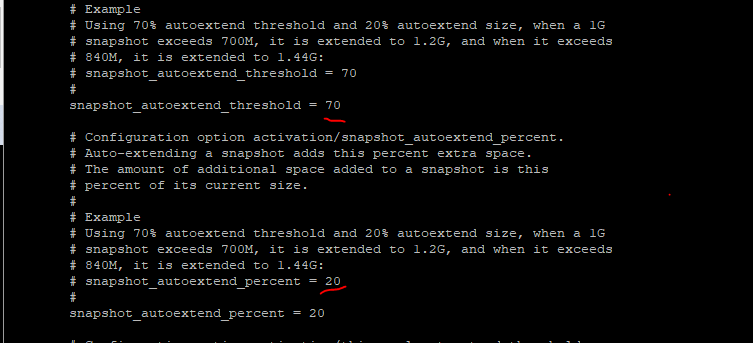 # Example
# Using 70% autoextend threshold and 20% autoextend size, when a 1G
# snapshot exceeds 700M, it is extended to 1.2G, and when it exceeds
# 840M, it is extended to 1.44G:
# snapshot_autoextend_threshold = 70
#
snapshot_autoextend_threshold = 70
# Configuration option activation/snapshot_autoextend_percent.
# Auto-extending a snapshot adds this percent extra space.
# The amount of additional space added to a snapshot is this
# percent of its current size.
#
# Example
# Using 70% autoextend threshold and 20% autoextend size, when a 1G
# snapshot exceeds 700M, it is extended to 1.2G, and when it exceeds
# 840M, it is extended to 1.44G:
# snapshot_autoextend_percent = 20
#
snapshot_autoextend_percent = 20